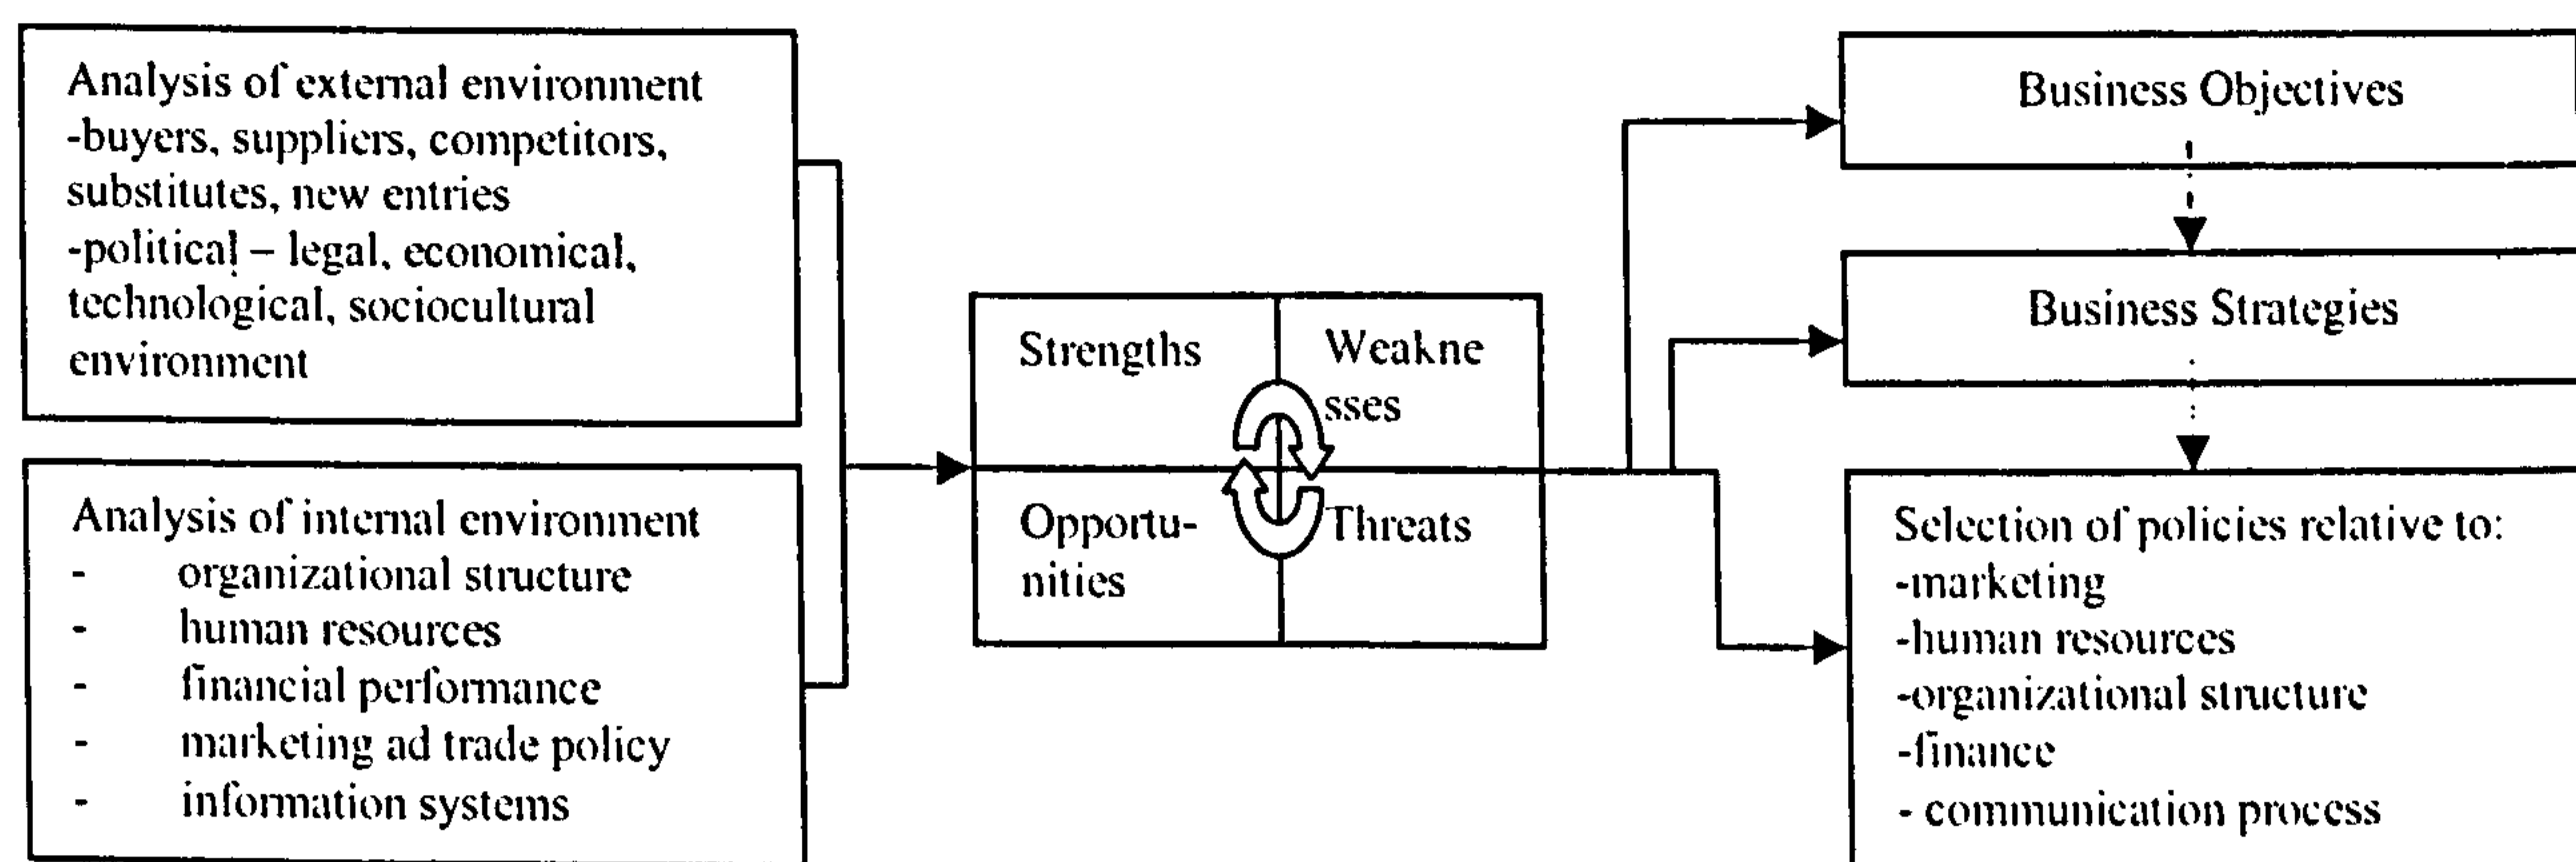 Analysis of external environment
-buyers, suppliers, competitors,
substitutes, new entries
-political – legal, economical,
technological, sociocultural
environment
Analysis of internal environment
- organizational structure
- human resources
- financial performance
- marketing ad trade policy
- information systems
Strengths
Weakne
sses
Opportu-
nities
Threats
Business Objectives
Business Strategies
Selection of policies relative to:
-marketing
-human resources
-organizational structure
-finance
- communication process